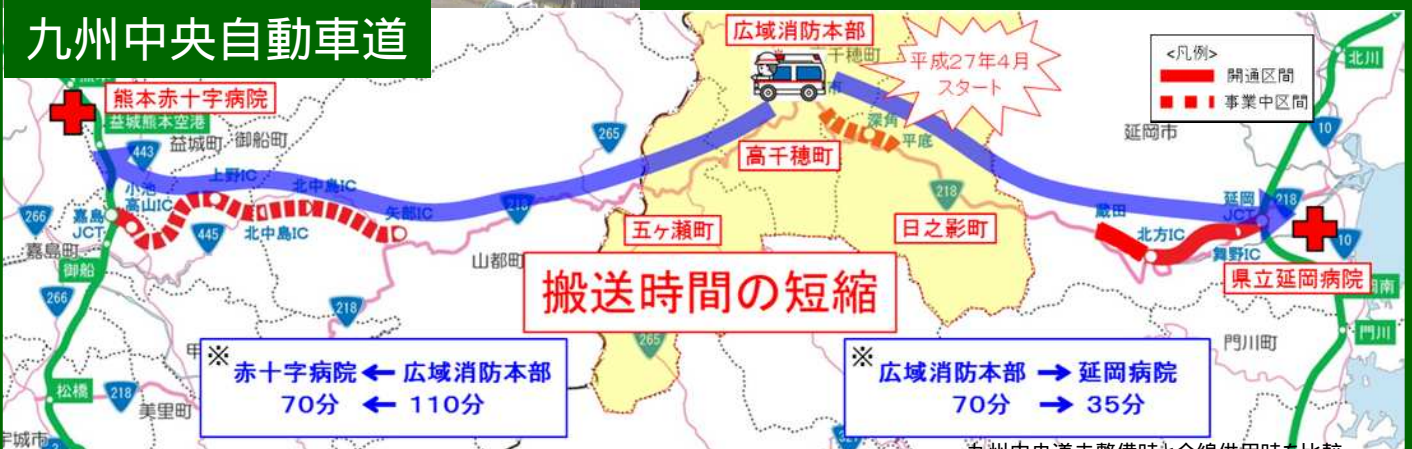 九州中央自動車道
広域消防本部
高千穂町
平成27年4月
スタート
<凡例>
開通区間
事業中区間
北川
熊本赤十字病院
益城熊本空港
443
益城町
御船町
265
深角
平底
高千穂町
延岡市
10
上野IC
北中島IC
小池
高山IC
218
218
延岡
JCT
218
266
嘉島
JCT
445
北中島IC
矢部IC
五ヶ瀬町
日之影町
蔵田
北方IC
舞野IC
10
嘉島町
御船
山都町
県立延岡病院
266
218
搬送時間の短縮
265
門川町
門川
※
赤十字病院 ← 広域消防本部
70分 ← 110分
※
広域消防本部 → 延岡病院
70分 → 35分
松橋
218
美里町
宇城市